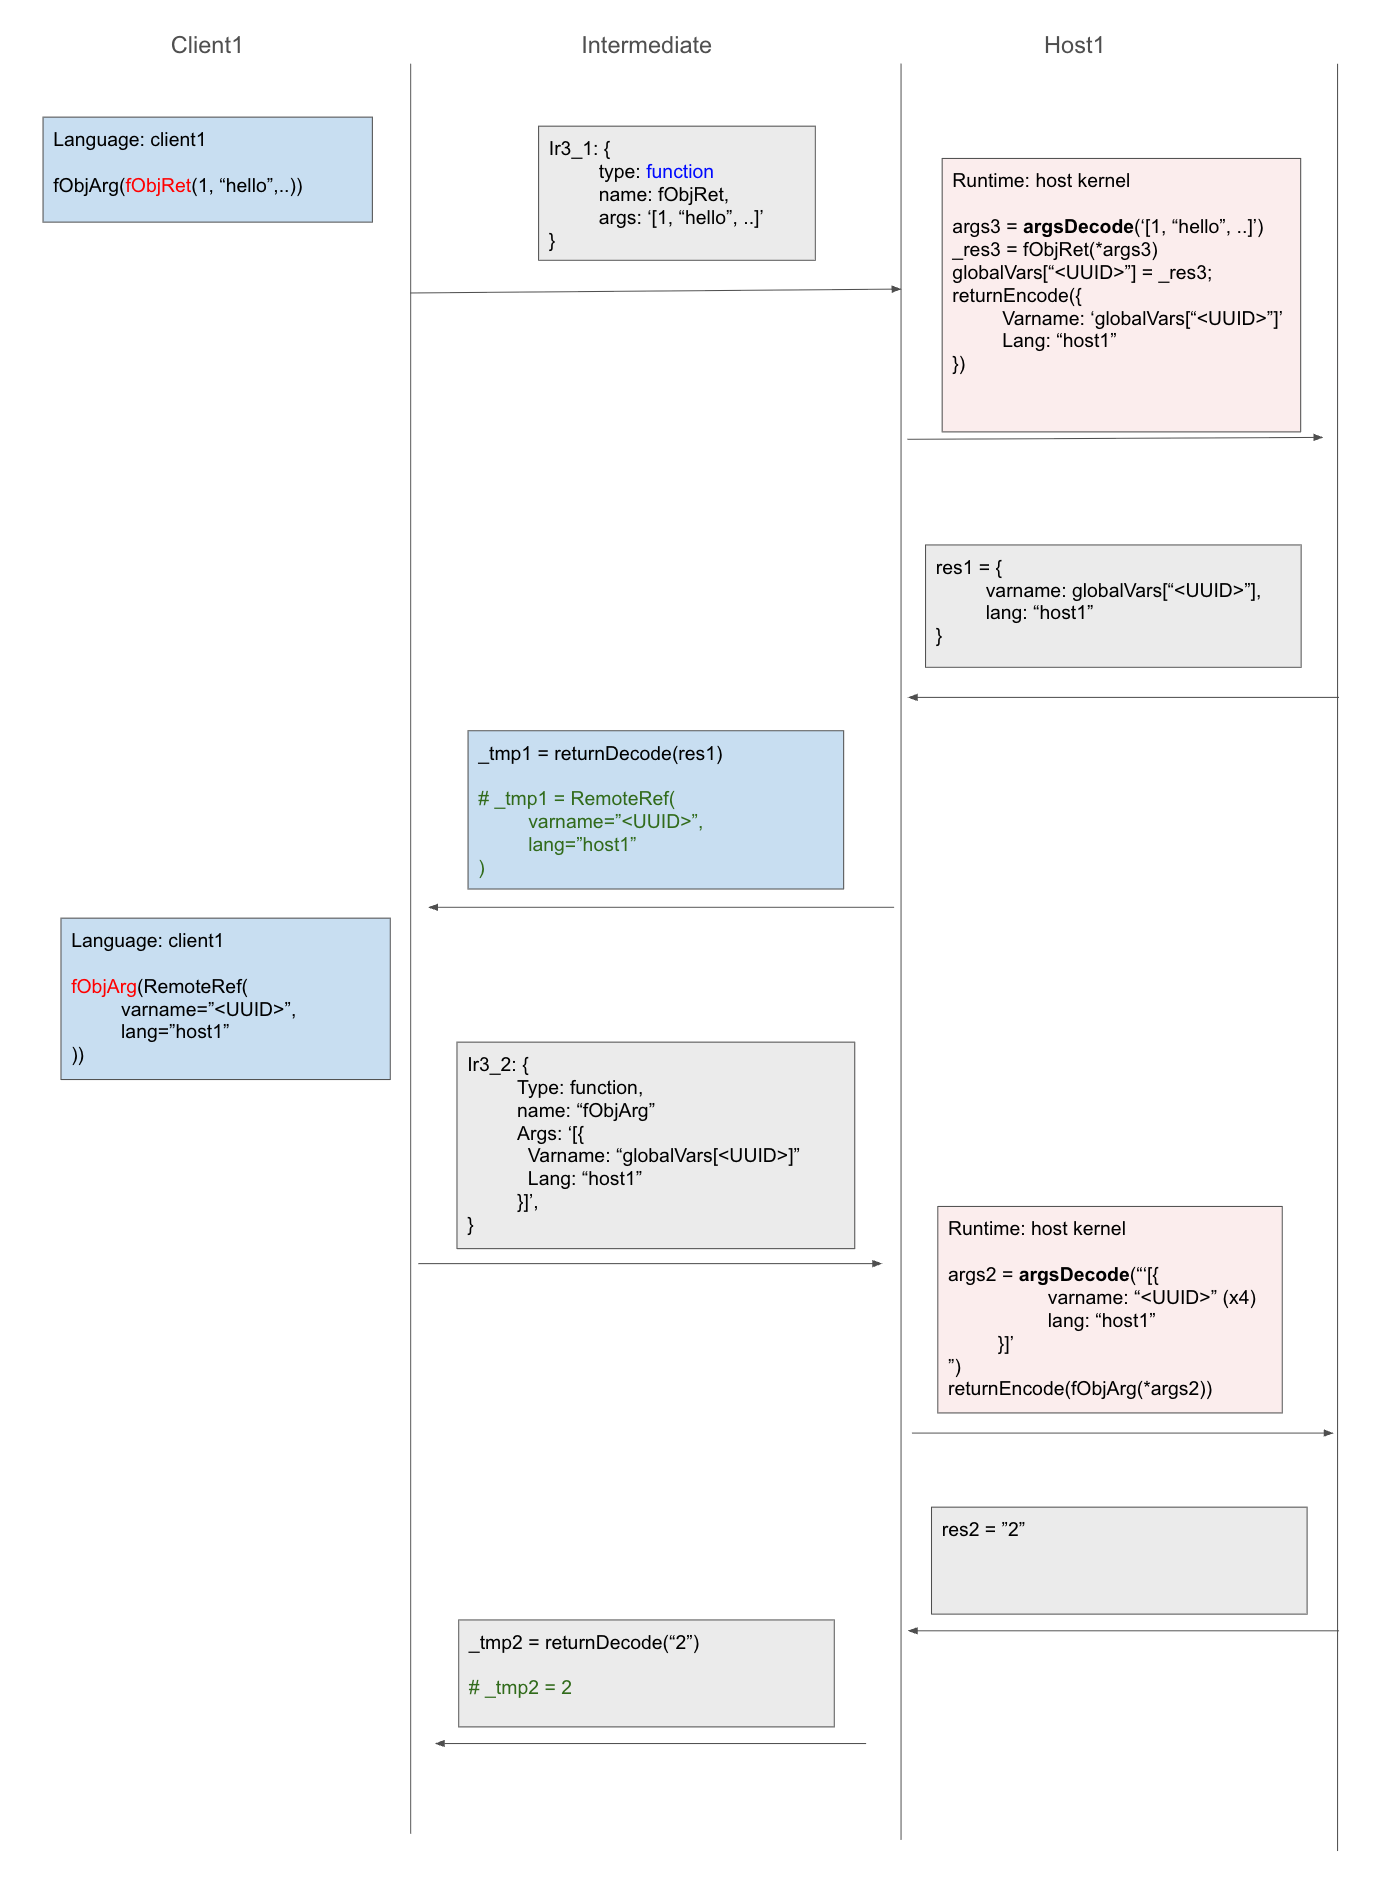 Client1
Intermediate
Host1
Language: client1
fObjArg(fObjRet(1, “hello”,..))
Ir3_1: {
type: function
name: fObjRet,
args: ‘[1, “hello”, ..]’
}
Runtime: host kernel
args3 = argsDecode(‘[1, “hello”, ..]’)
_res3 = fObjRet(*args3)
globalVars[“<UUID>”] = _res3;
returnEncode({
Varname: ‘globalVars[“<UUID>”]’
Lang: “host1”
})
res1 = {
varname: globalVars[“<UUID>”],
lang: “host1”
}
_tmp1 = returnDecode(res1)
# _tmp1 = RemoteRef(
varname=”<UUID>”,
lang=”host1”
)
Language: client1
fObjArg(RemoteRef(
varname=”<UUID>”,
lang=”host1”
))
Ir3_2: {
Type: function,
name: “fObjArg”
Args: ‘[{
Varname: “globalVars[<UUID>]”
Lang: “host1”
}]’,
}
Runtime: host kernel
args2 = argsDecode(“‘[{
varname: “<UUID>” (x4)
lang: “host1”
}]’
”)
returnEncode(fObjArg(*args2))
res2 = ”2”
_tmp2 = returnDecode(“2”)
# _tmp2 = 2